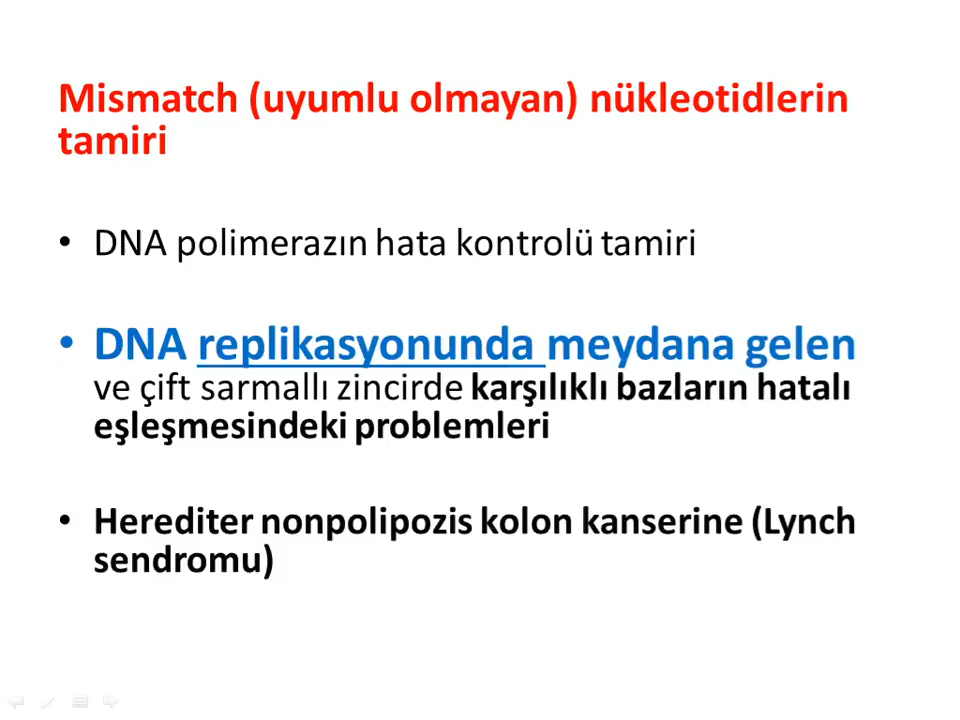 Mismatch (uyumlu olmayan) nükleotidlerin
tamiri
• DNA polimerazın hata kontrolü tamiri
• DNA replikasyonunda meydana gelen
ve çift sarmallı zincirde karşılıklı bazların hatalı
eşleşmesindeki problemleri
• Herediter nonpolipozis kolon kanserine (Lynch
sendromu)